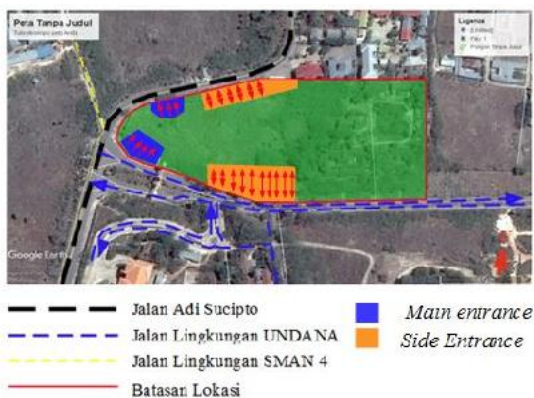 Peta Tanpa Judul
Legenda
Google Earth
Jalan Adi Sucipto
Jalan Lingkungan UNDANA
Jalan Lingkungan SMAN 4
Batasan Lokasi
Main entrance
Side Entrance